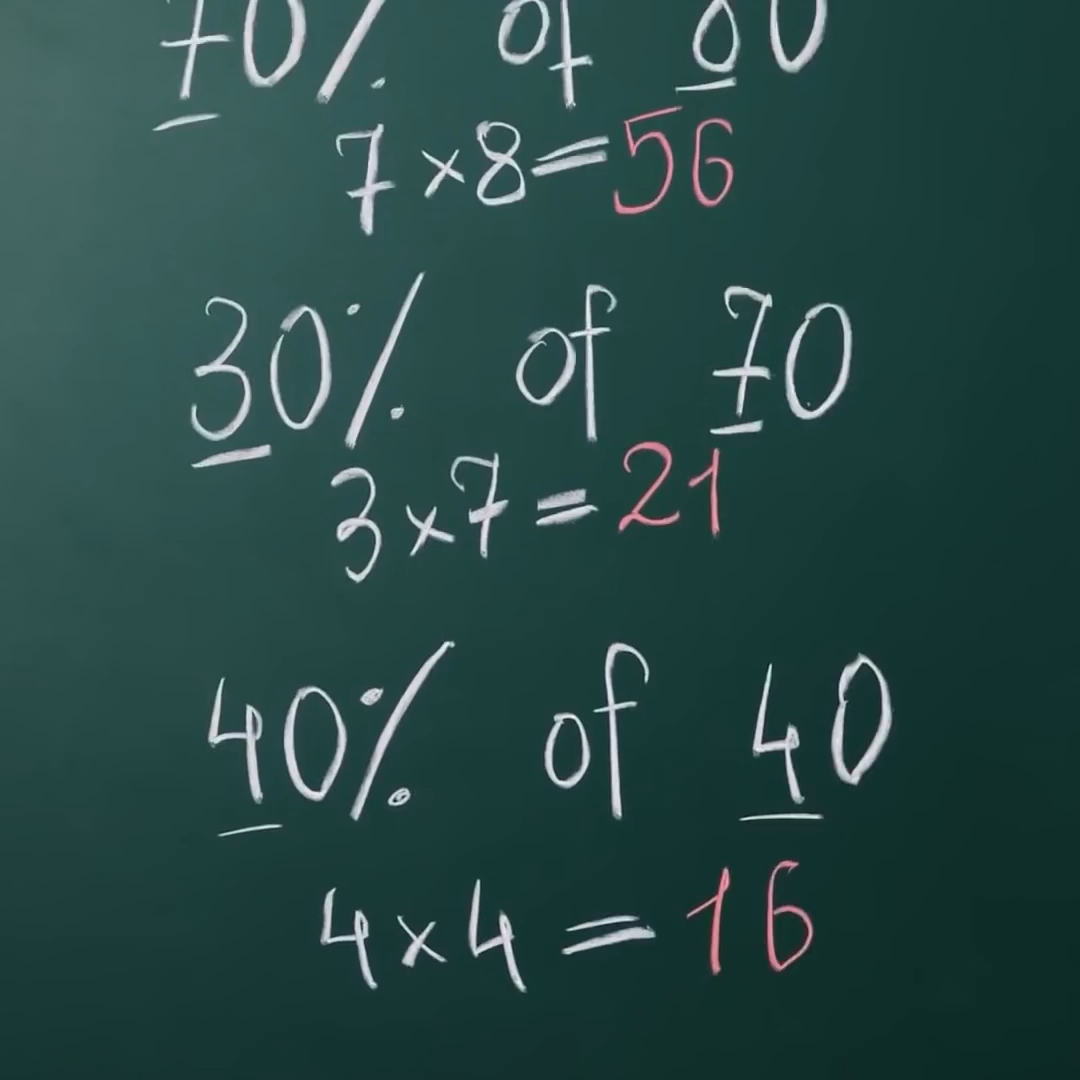 70% of 80
7×8=56
30% of 70
3×7=21
40% of 40
4×4=16